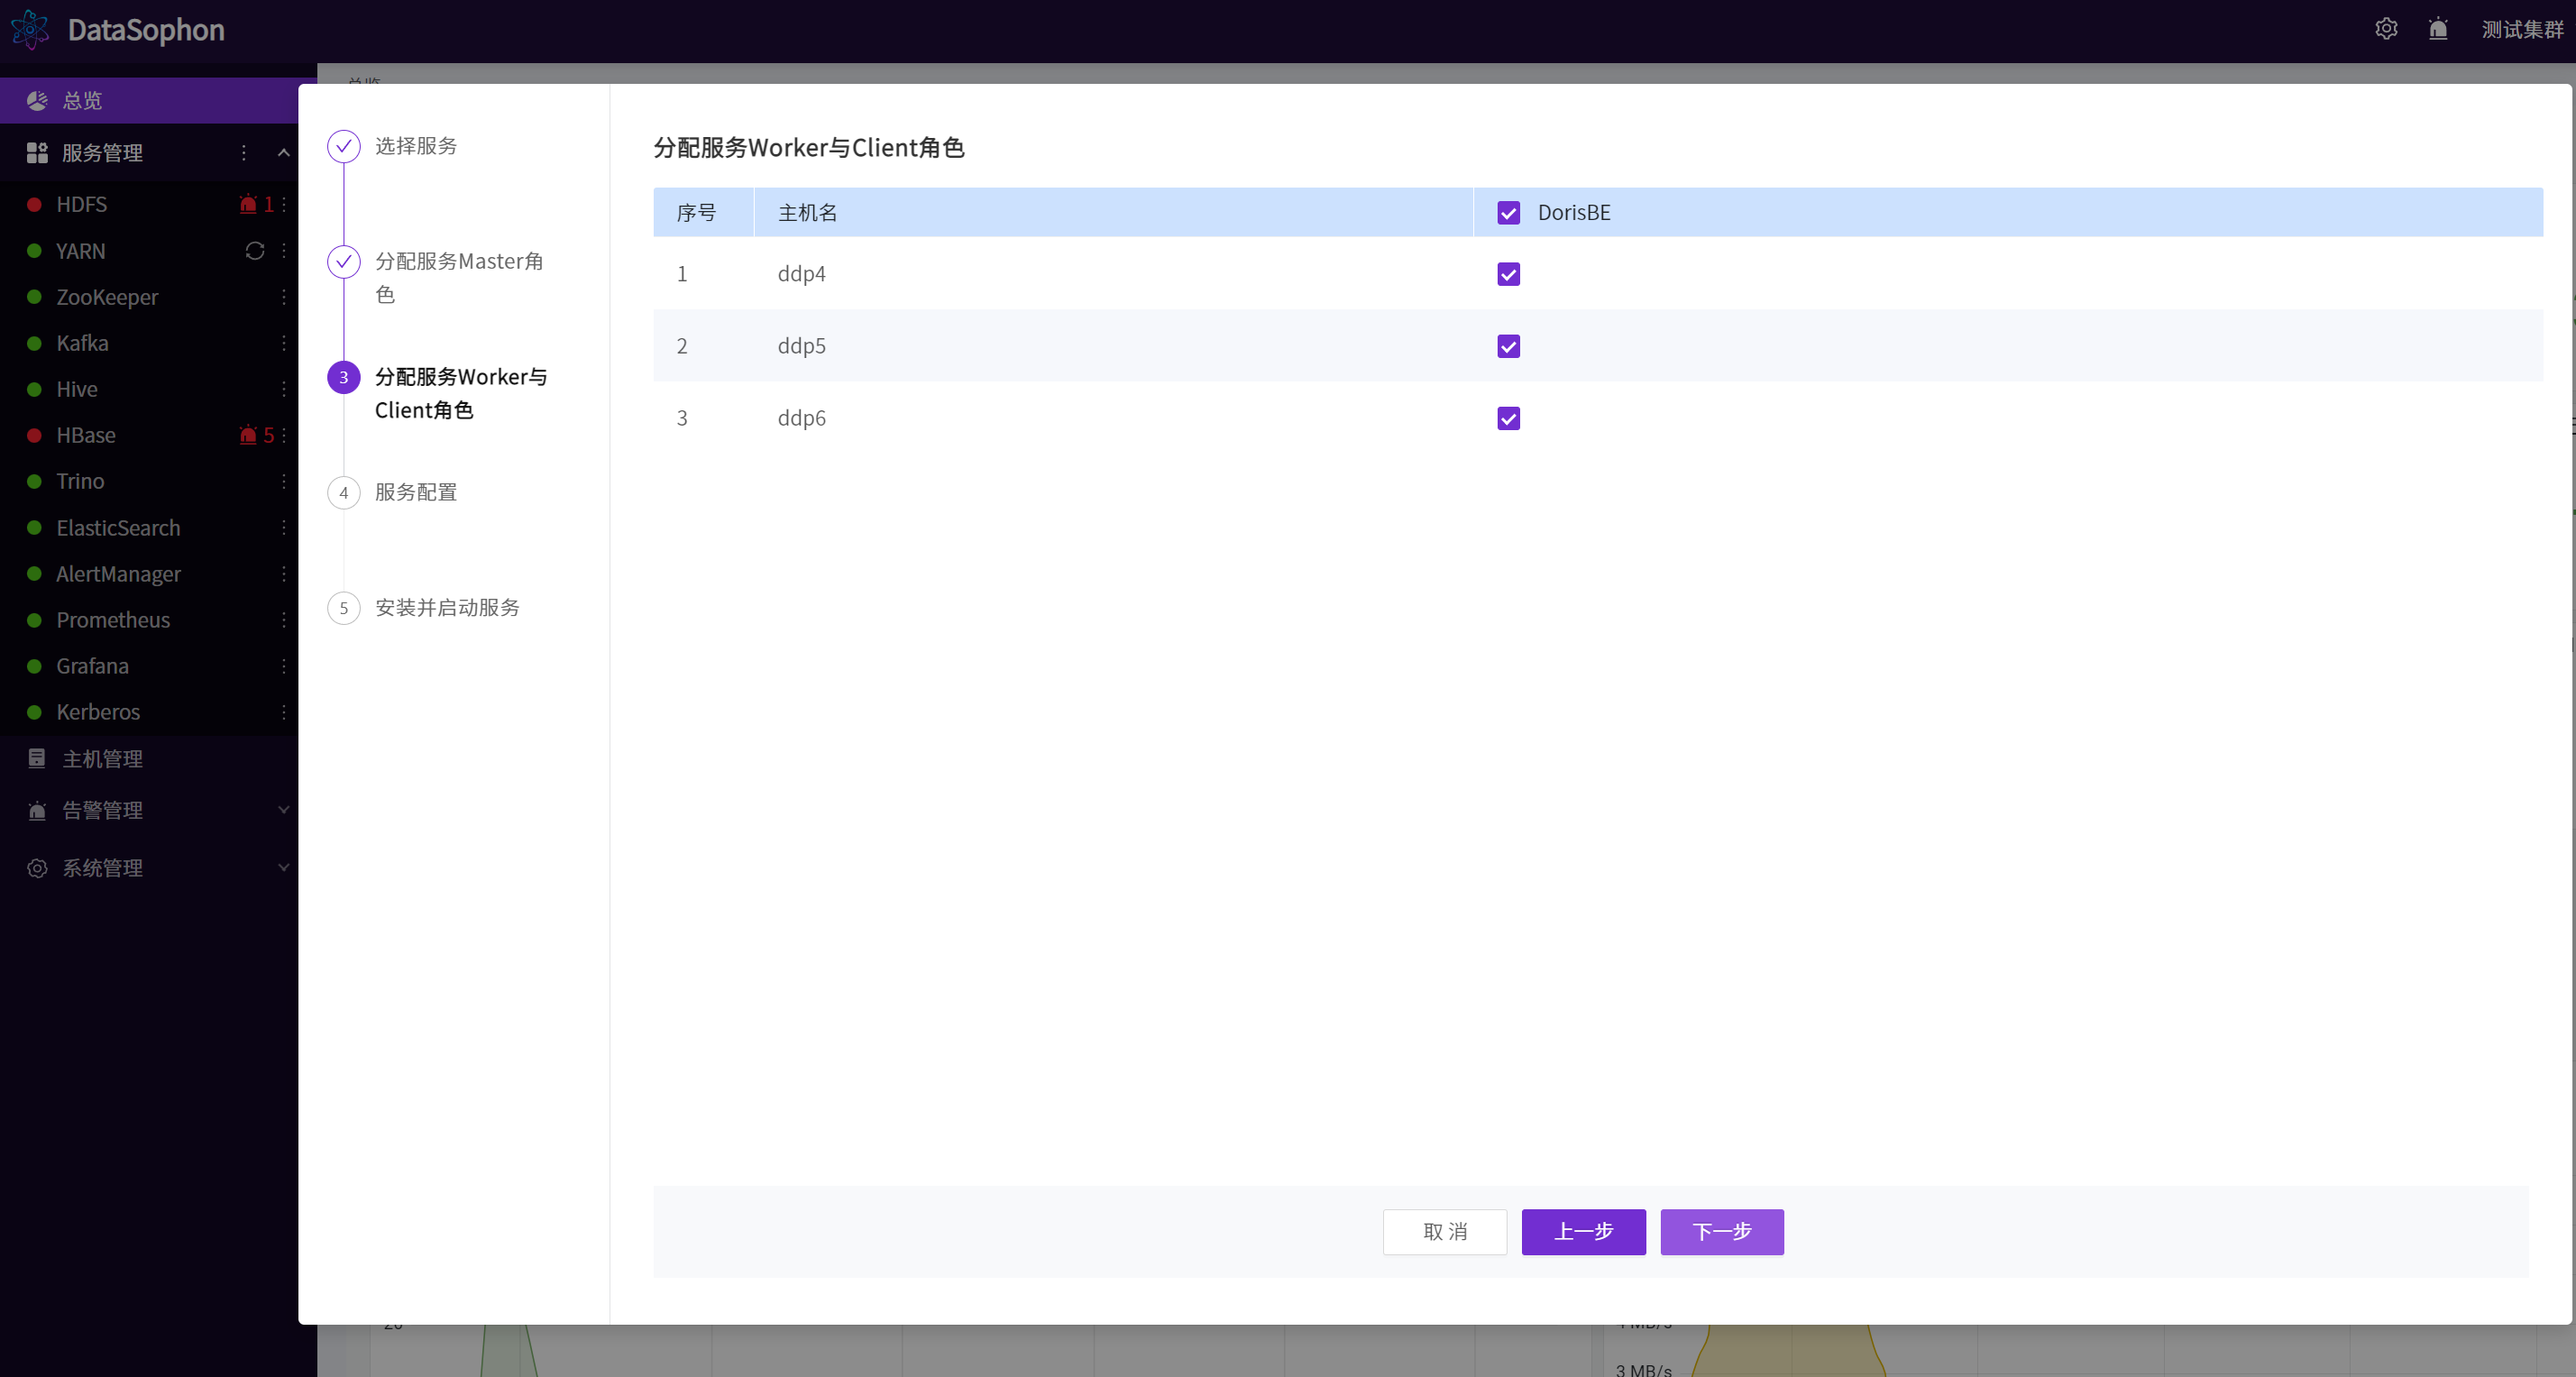 DataSophon
测试集群
总览
总览
服务管理
HDFS
1
YARN
ZooKeeper
Kafka
Hive
HBase
5
Trino
ElasticSearch
AlertManager
Prometheus
Grafana
Kerberos
主机管理
告警管理
系统管理
选择服务
分配服务Master角
色
3
分配服务Worker与
Client角色
4
服务配置
5
安装并启动服务
分配服务Worker与Client角色
序号
主机名
DorisBE
1
ddp4
2
ddp5
3
ddp6
取 消
上一步
下一步
20
4 MB/s
3 MB/s